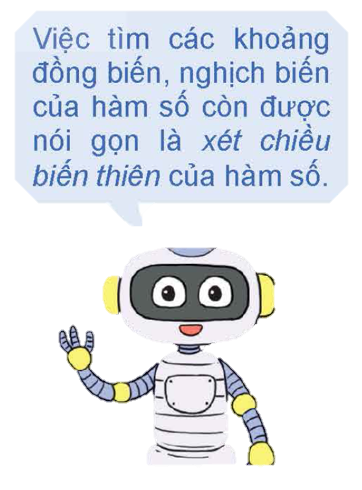 Việc tìm các khoảng
đồng biến, nghịch biến
của hàm số còn được
nói gọn là xét chiều
biến thiên của hàm số.